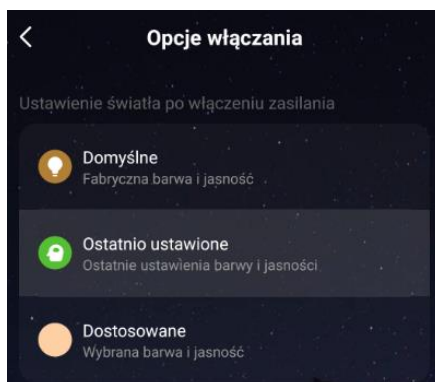 Opcje włączania
Ustawienie światła po włączeniu zasilania
Domyślne
Fabryczna barwa i jasność
Ostatnio ustawione
Ostatnie ustawienia barwy i jasności
Dostosowane
Wybrana barwa i jasność